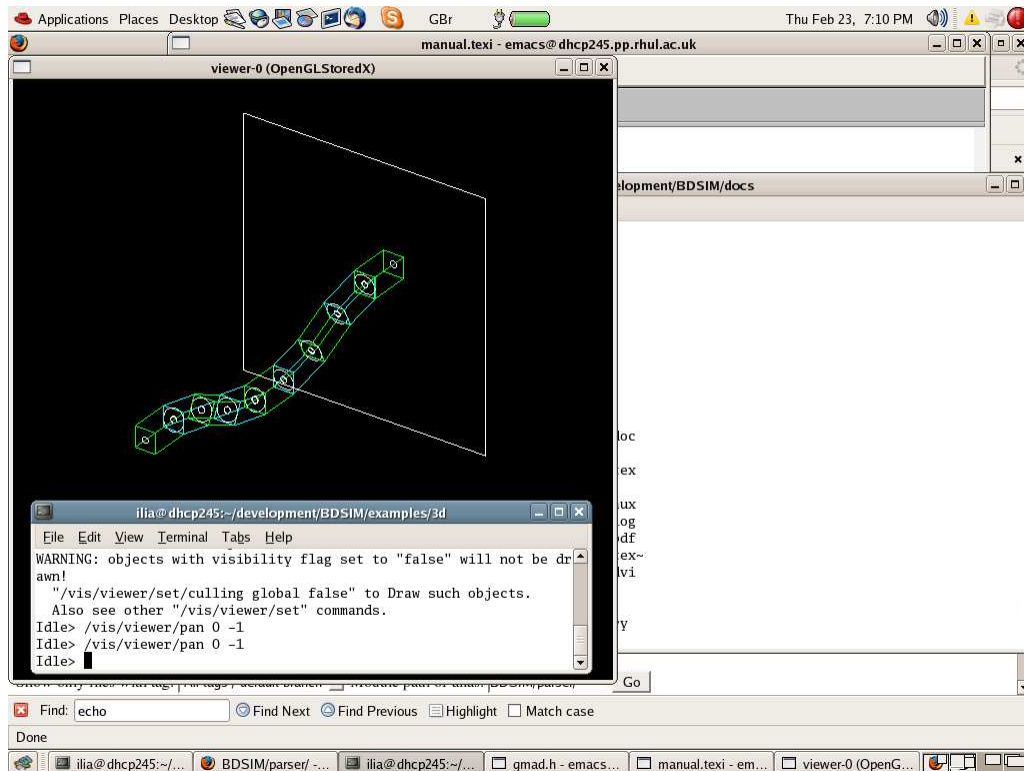 Applications Places Desktop GBr Thu Feb 23, 7:10 PM
manual.texi - emacs@dhcp245.pp.rhul.ac.uk
viewer-0 (OpenGLStoredX)
elopment/BDSIM/docs
loc
ex
ux
og
df
ex~
lvi
y
ilia@dhcp245:~/development/BDSIM/examples/3d
File Edit View Terminal Tabs Help
WARNING: objects with visibility flag set to "false" will not be dr
awn!
"/vis/viewer/set/culling global false" to Draw such objects.
Also see other "/vis/viewer/set" commands.
Idle> /vis/viewer/pan 0 -1
Idle> /vis/viewer/pan 0 -1
Idle>
Go
Find: echo Find Next Find Previous Highlight Match case
Done
ilia@dhcp245:~/... BDSIM/parser/ -... ilia@dhcp245:~/... gmad.h - emacs... manual.texi - em... viewer-0 (OpenG...